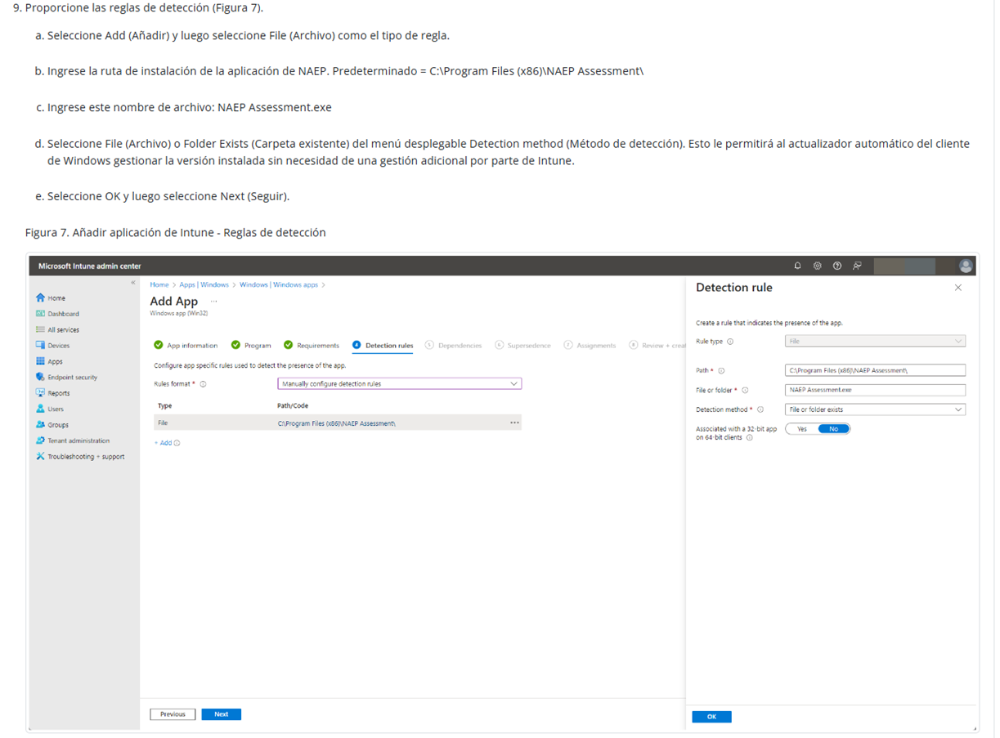 9. Proporcione las reglas de detección (Figura 7).
a. Seleccione Add (Añadir) y luego seleccione File (Archivo) como el tipo de regla.
b. Ingrese la ruta de instalación de la aplicación de NAEP. Predeterminado = C:\Program Files (x86)\NAEP Assessment\
c. Ingrese este nombre de archivo: NAEP Assessment.exe
d. Seleccione File (Archivo) o Folder Exists (Carpeta existente) del menú desplegable Detection method (Método de detección). Esto le permitirá al actualizador automático del cliente
de Windows gestionar la versión instalada sin necesidad de una gestión adicional por parte de Intune.
e. Seleccione OK y luego seleccione Next (Seguir).
Figura 7. Añadir aplicación de Intune - Reglas de detección
Microsoft Intune admin center
«
Home
Dashboard
All services
Devices
Apps
Endpoint security
Reports
Users
Groups
Tenant administration
Troubleshooting + support
Home > Apps | Windows > Windows | Windows apps >
Add App ...
Windows app (Win32)
App information Program Requirements 4 Detection rules 5 Dependencies 6 Supersedence 7 Assignments 8 Review + creat
Configure app specific rules used to detect the presence of the app.
Rules format * Manually configure detection rules
Type Path/Code
File C:\Program Files (x86)\NAEP Assessment\ ...
+ Add
Previous Next
Detection rule
Create a rule that indicates the presence of the app.
Rule type File
Path * C:\Program Files (x86)\NAEP Assessment\
File or folder * NAEP Assessment.exe
Detection method * File or folder exists
Associated with a 32-bit app Yes No
on 64-bit clients
OK